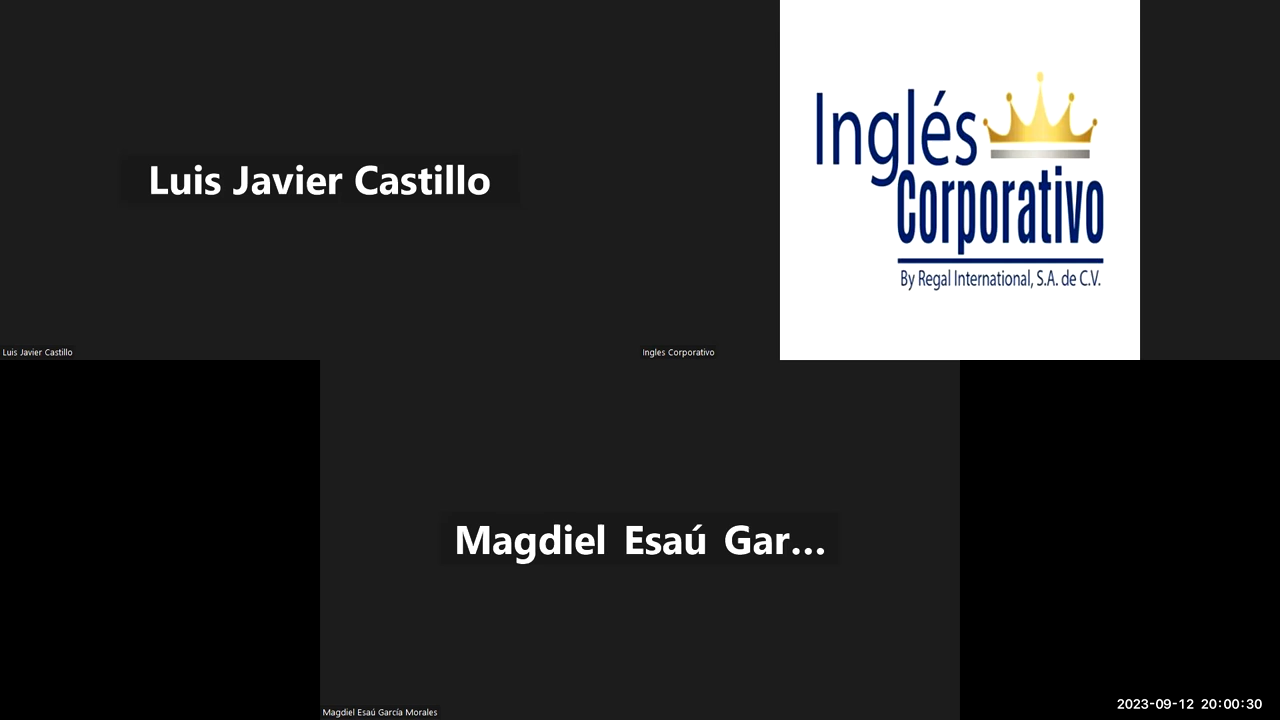 Luis Javier Castillo
Luis Javier Castillo
Inglés
Corporativo
By Regal International, S.A. de C.V.
Ingles Corporativo
Magdiel Esaú Gar...
Magdiel Esaú García Morales
2023-09-12 20:00:30